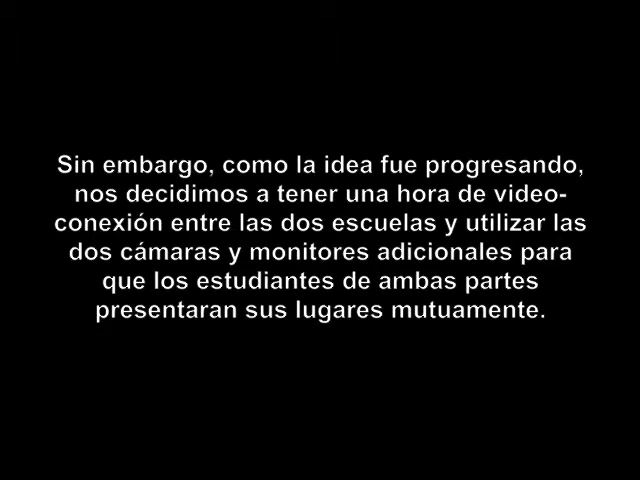 Sin embargo, como la idea fue progresando,
nos decidimos a tener una hora de video-
conexión entre las dos escuelas y utilizar las
dos cámaras y monitores adicionales para
que los estudiantes de ambas partes
presentaran sus lugares mutuamente.